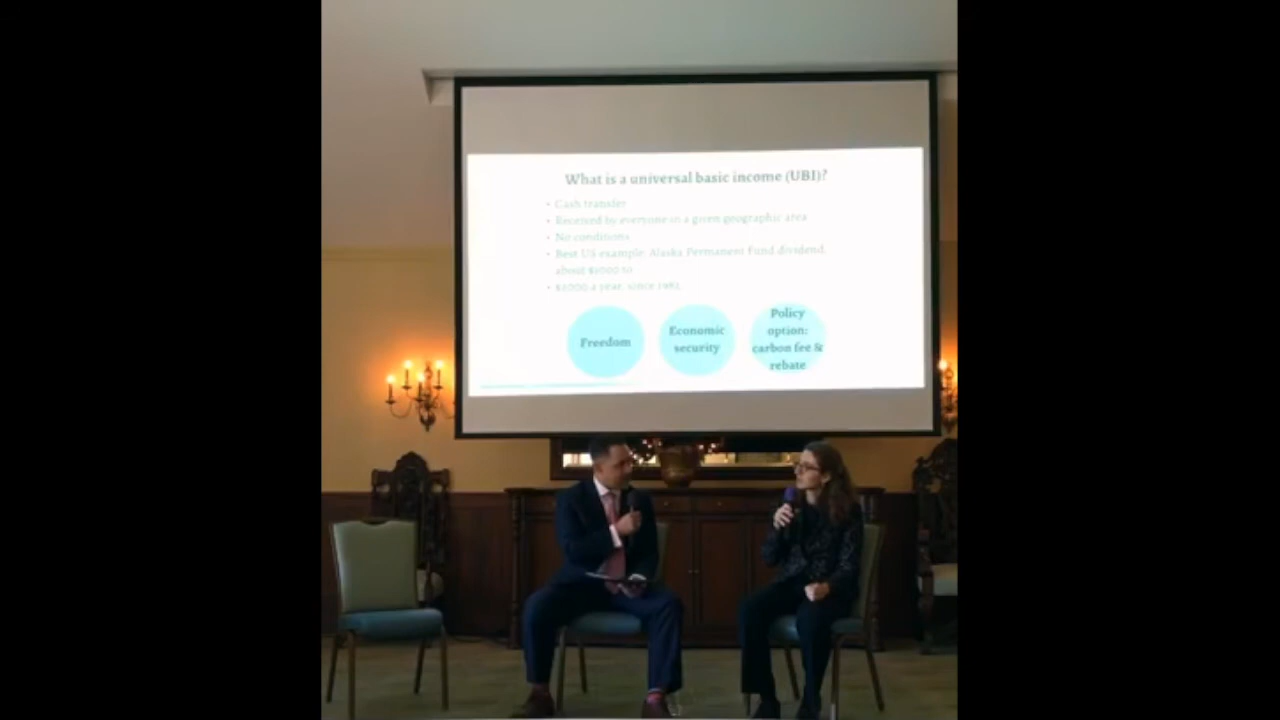 What is a universal basic income (UBI)?
• Cash transfer
• Received by everyone in a given geographic area
• No conditions
• Best US example: Alaska Permanent Fund dividend,
about $1000 to
• $2000 a year, since 1982.
Freedom
Economic
security
Policy
option:
carbon fee &
rebate